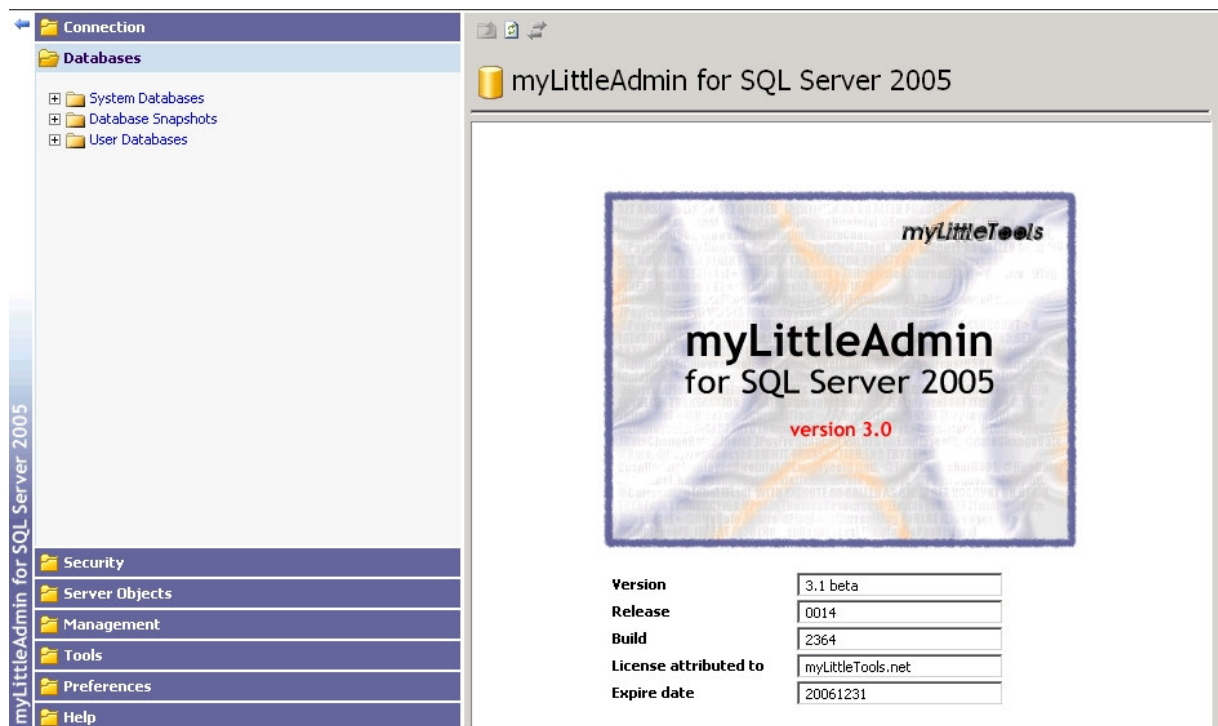 Connection
Databases
System Databases
Database Snapshots
User Databases
Security
Server Objects
Management
Tools
Preferences
Help
myLittleAdmin for SQL Server 2005
myLittleAdmin for SQL Server 2005
myLittleTools
myLittleAdmin
for SQL Server 2005
version 3.0
Version 3.1 beta
Release 0014
Build 2364
License attributed to myLittleTools.net
Expire date 20061231